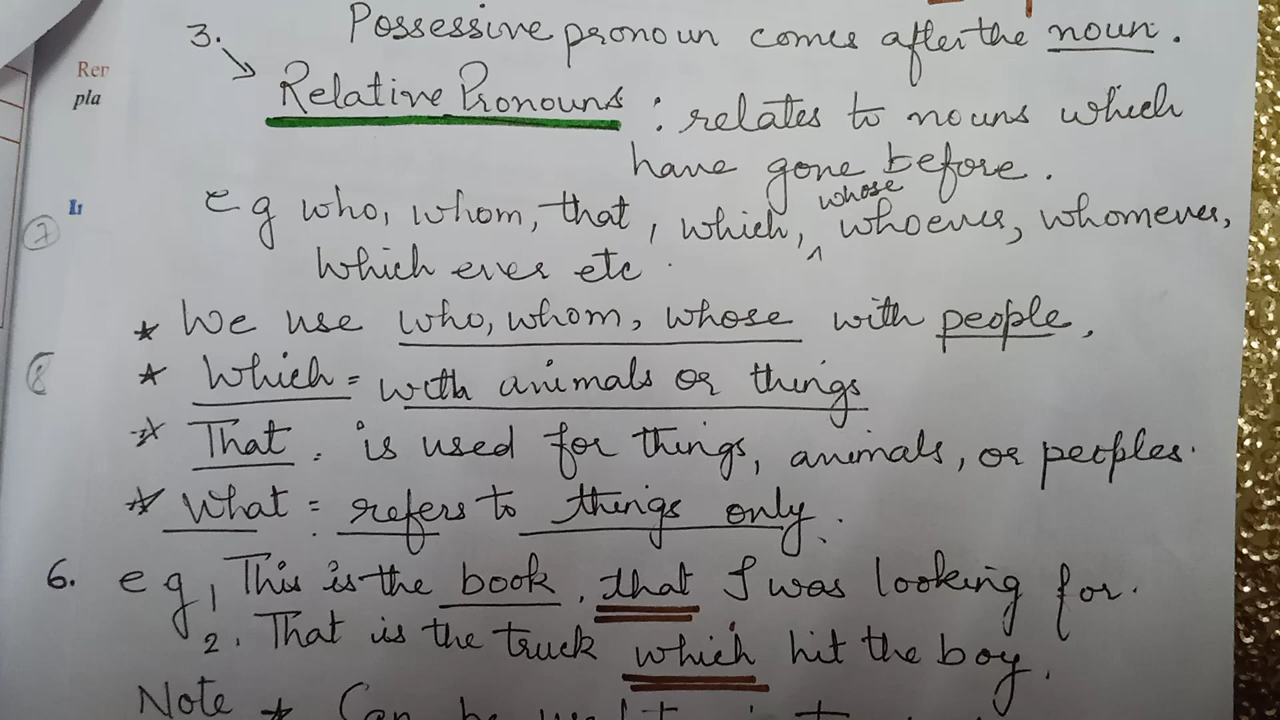 3. Possessive pronoun comes after the noun.
Rer
Relative Pronouns : relates to nouns which
pla
have gone before.
e g who, whom, that, which, whose whoever, whomever,
7
which ever etc.
* We use who, whom, whose with people,
8
* Which = with animals or things
* That. is used for things, animals, or peoples.
* What = refers to things only.
6. e g, 1 This is the book, that I was looking for.
2. That is the truck which hit the boy.
Note * Can be